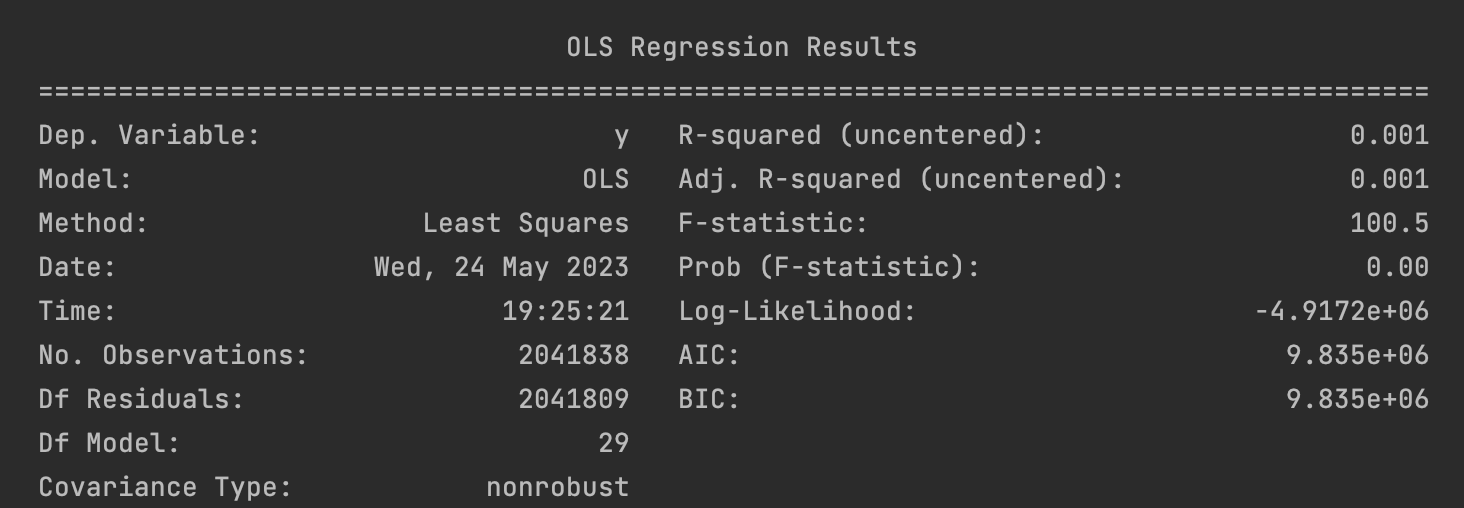 OLS Regression Results
=======================================================================================
Dep. Variable:                      y   R-squared (uncentered):                   0.001
Model:                            OLS   Adj. R-squared (uncentered):              0.001
Method:                 Least Squares   F-statistic:                              100.5
Date:                Wed, 24 May 2023   Prob (F-statistic):                        0.00
Time:                        19:25:21   Log-Likelihood:                     -4.9172e+06
No. Observations:             2041838   AIC:                                  9.835e+06
Df Residuals:                 2041809   BIC:                                  9.835e+06
Df Model:                          29
Covariance Type:            nonrobust